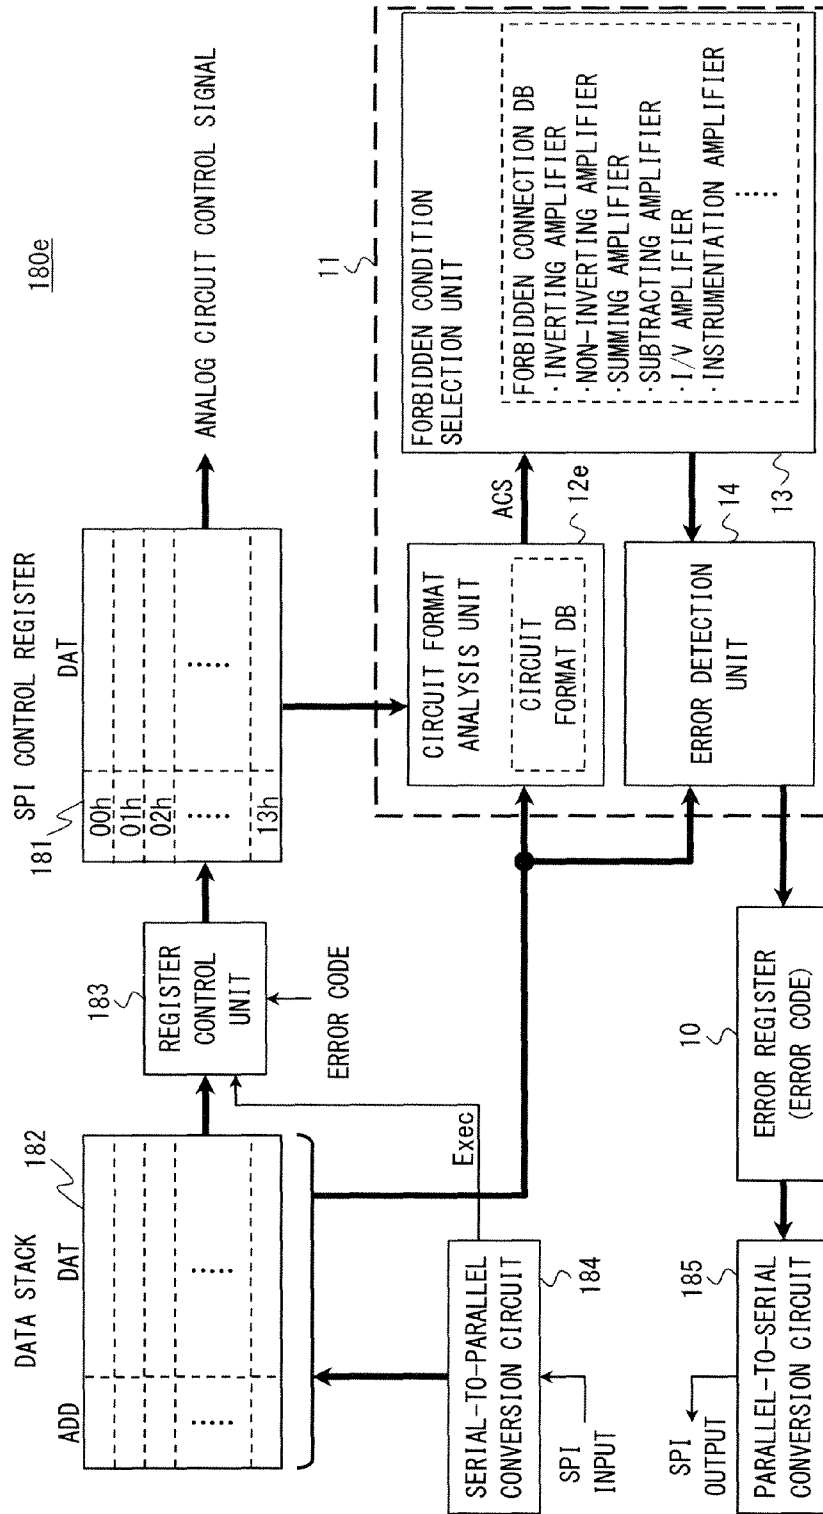 180e
DATA STACK
182
ADD
DAT
183
REGISTER
CONTROL
UNIT
ERROR CODE
SPI CONTROL REGISTER
181
DAT
00h
01h
02h
13h
ANALOG CIRCUIT CONTROL SIGNAL
Exec
SERIAL-TO-PARALLEL
CONVERSION CIRCUIT
184
SPI
INPUT
11
CIRCUIT FORMAT
ANALYSIS UNIT
CIRCUIT
FORMAT DB
12e
ACS
FORBIDDEN CONDITION
SELECTION UNIT
FORBIDDEN CONNECTION DB
·INVERTING AMPLIFIER
·NON-INVERTING AMPLIFIER
·SUMMING AMPLIFIER
·SUBTRACTING AMPLIFIER
·I/V AMPLIFIER
·INSTRUMENTATION AMPLIFIER
13
14
ERROR DETECTION
UNIT
10
ERROR REGISTER
(ERROR CODE)
185
PARALLEL-TO-SERIAL
CONVERSION CIRCUIT
SPI
OUTPUT